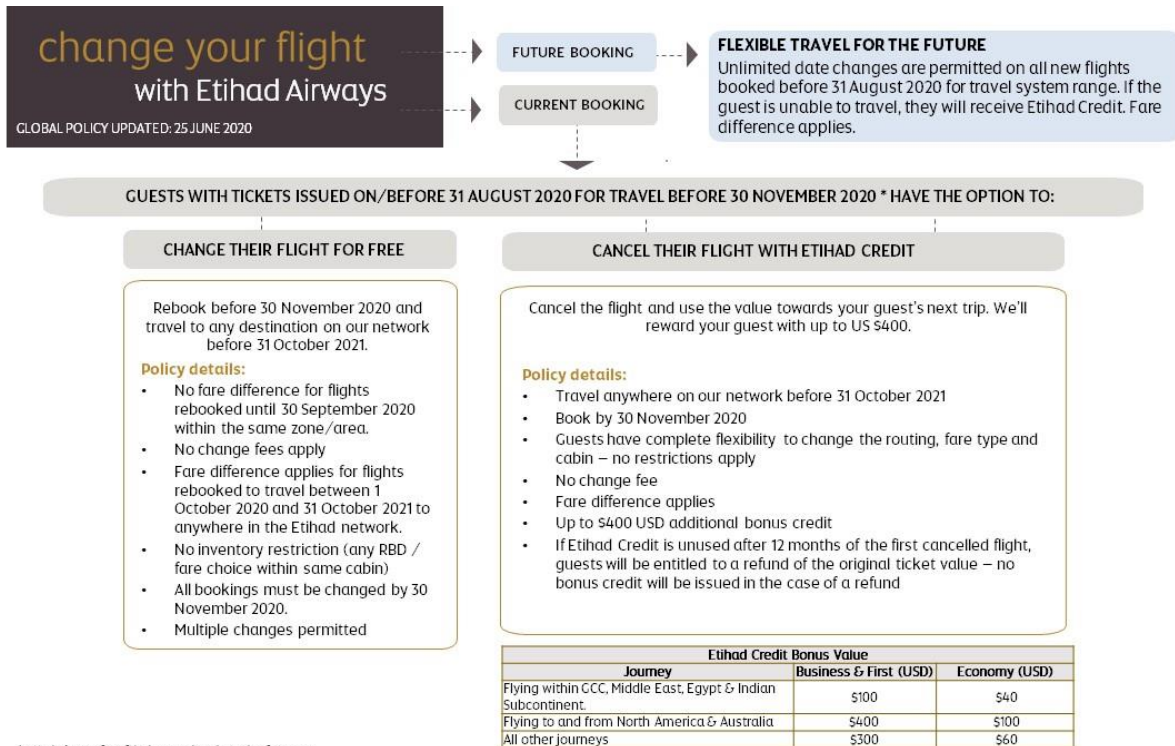 change your flight
with Etihad Airways
GLOBAL POLICY UPDATED: 25 JUNE 2020
FUTURE BOOKING
CURRENT BOOKING
FLEXIBLE TRAVEL FOR THE FUTURE
Unlimited date changes are permitted on all new flights
booked before 31 August 2020 for travel system range. If the
guest is unable to travel, they will receive Etihad Credit. Fare
difference applies.
GUESTS WITH TICKETS ISSUED ON/BEFORE 31 AUGUST 2020 FOR TRAVEL BEFORE 30 NOVEMBER 2020 * HAVE THE OPTION TO:
CHANGE THEIR FLIGHT FOR FREE
Rebook before 30 November 2020 and
travel to any destination on our network
before 31 October 2021.
Policy details:
• No fare difference for flights
rebooked until 30 September 2020
within the same zone/area.
• No change fees apply
• Fare difference applies for flights
rebooked to travel between 1
October 2020 and 31 October 2021 to
anywhere in the Etihad network.
• No inventory restriction (any RBD /
fare choice within same cabin)
• All bookings must be changed by 30
November 2020.
• Multiple changes permitted
CANCEL THEIR FLIGHT WITH ETIHAD CREDIT
Cancel the flight and use the value towards your guest's next trip. We'll
reward your guest with up to US $400.
Policy details:
• Travel anywhere on our network before 31 October 2021
• Book by 30 November 2020
• Guests have complete flexibility to change the routing, fare type and
cabin – no restrictions apply
• No change fee
• Fare difference applies
• Up to $400 USD additional bonus credit
• If Etihad Credit is unused after 12 months of the first cancelled flight,
guests will be entitled to a refund of the original ticket value – no
bonus credit will be issued in the case of a refund
Etihad Credit Bonus Value
Journey Business & First (USD) Economy (USD)
Flying within GCC, Middle East, Egypt & Indian
Subcontinent. $100 $40
Flying to and from North America & Australia $400 $100
All other journeys $300 $60